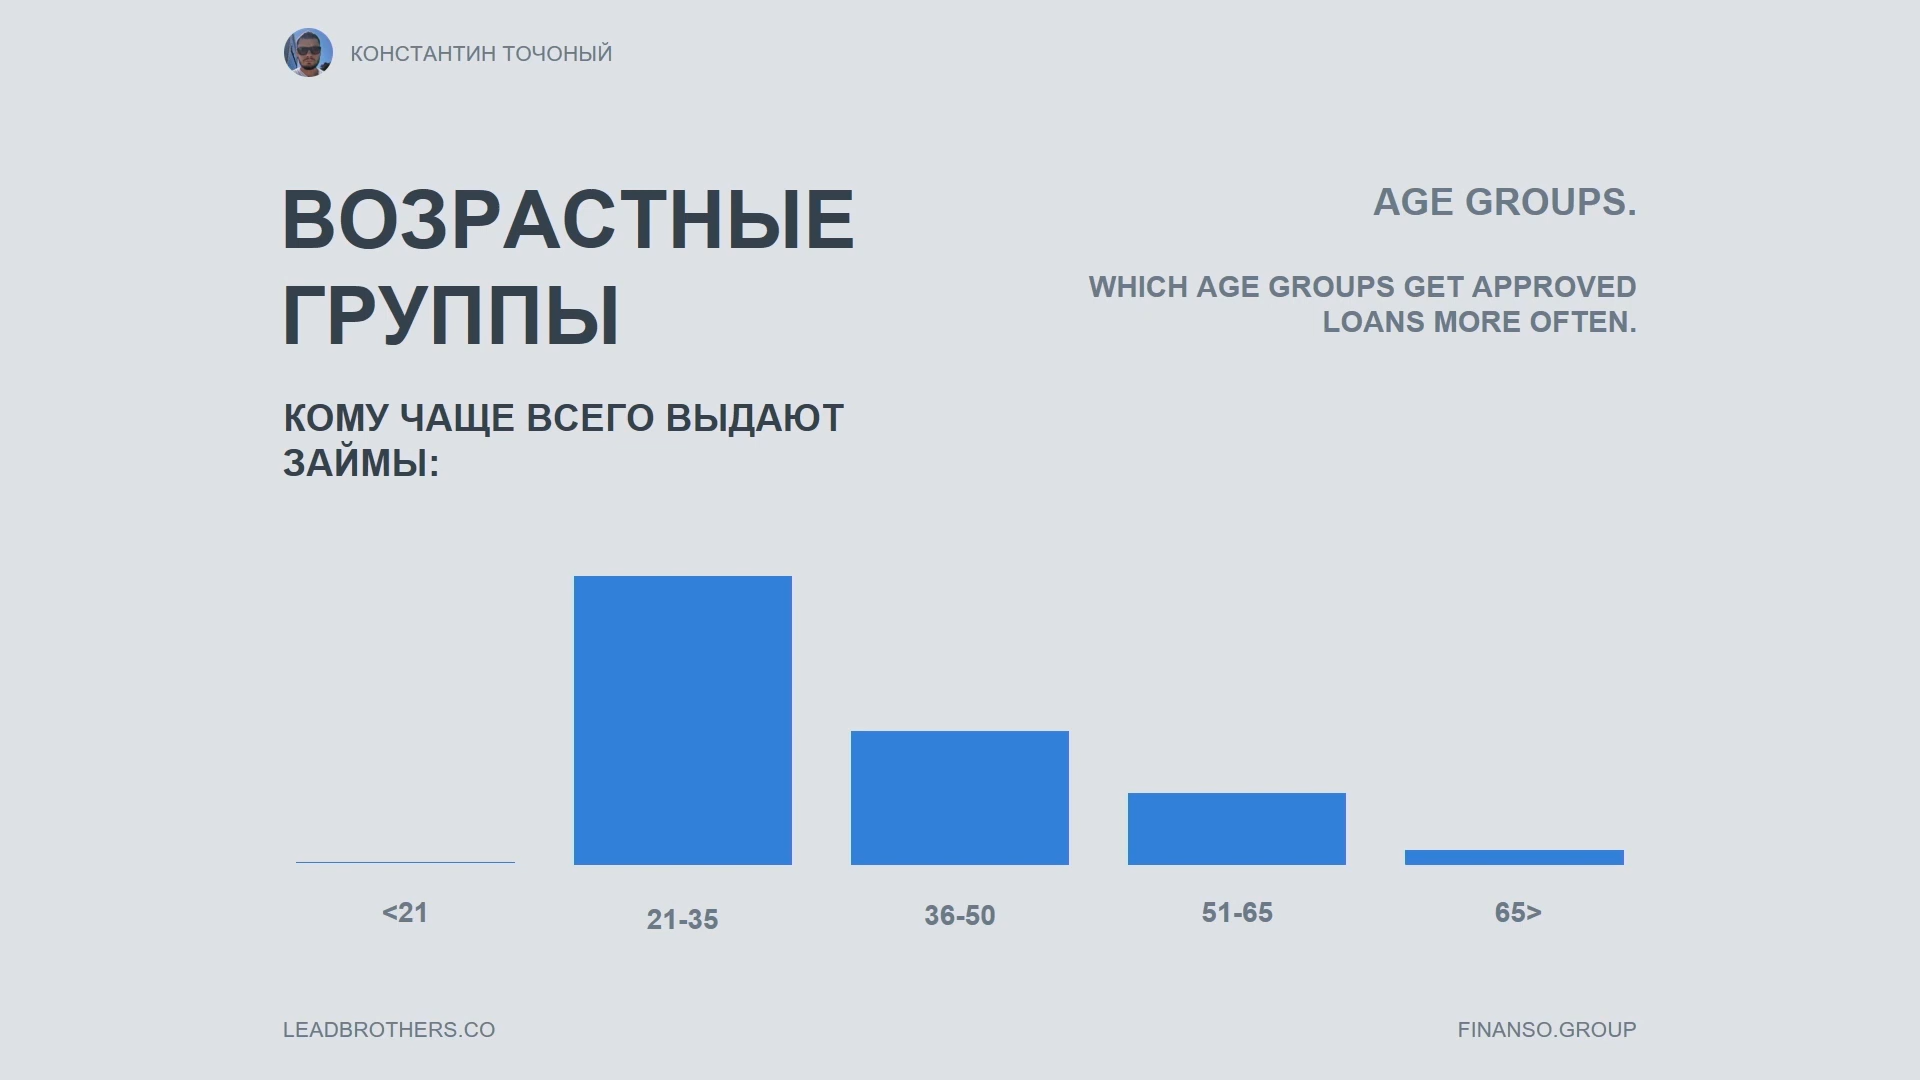 КОНСТАНТИН ТОЧОНЫЙ
ВОЗРАСТНЫЕ
ГРУППЫ
КОМУ ЧАЩЕ ВСЕГО ВЫДАЮТ
ЗАЙМЫ:
AGE GROUPS.
WHICH AGE GROUPS GET APPROVED
LOANS MORE OFTEN.
<21
21-35
36-50
51-65
65>
LEADBROTHERS.CO
FINANSO.GROUP